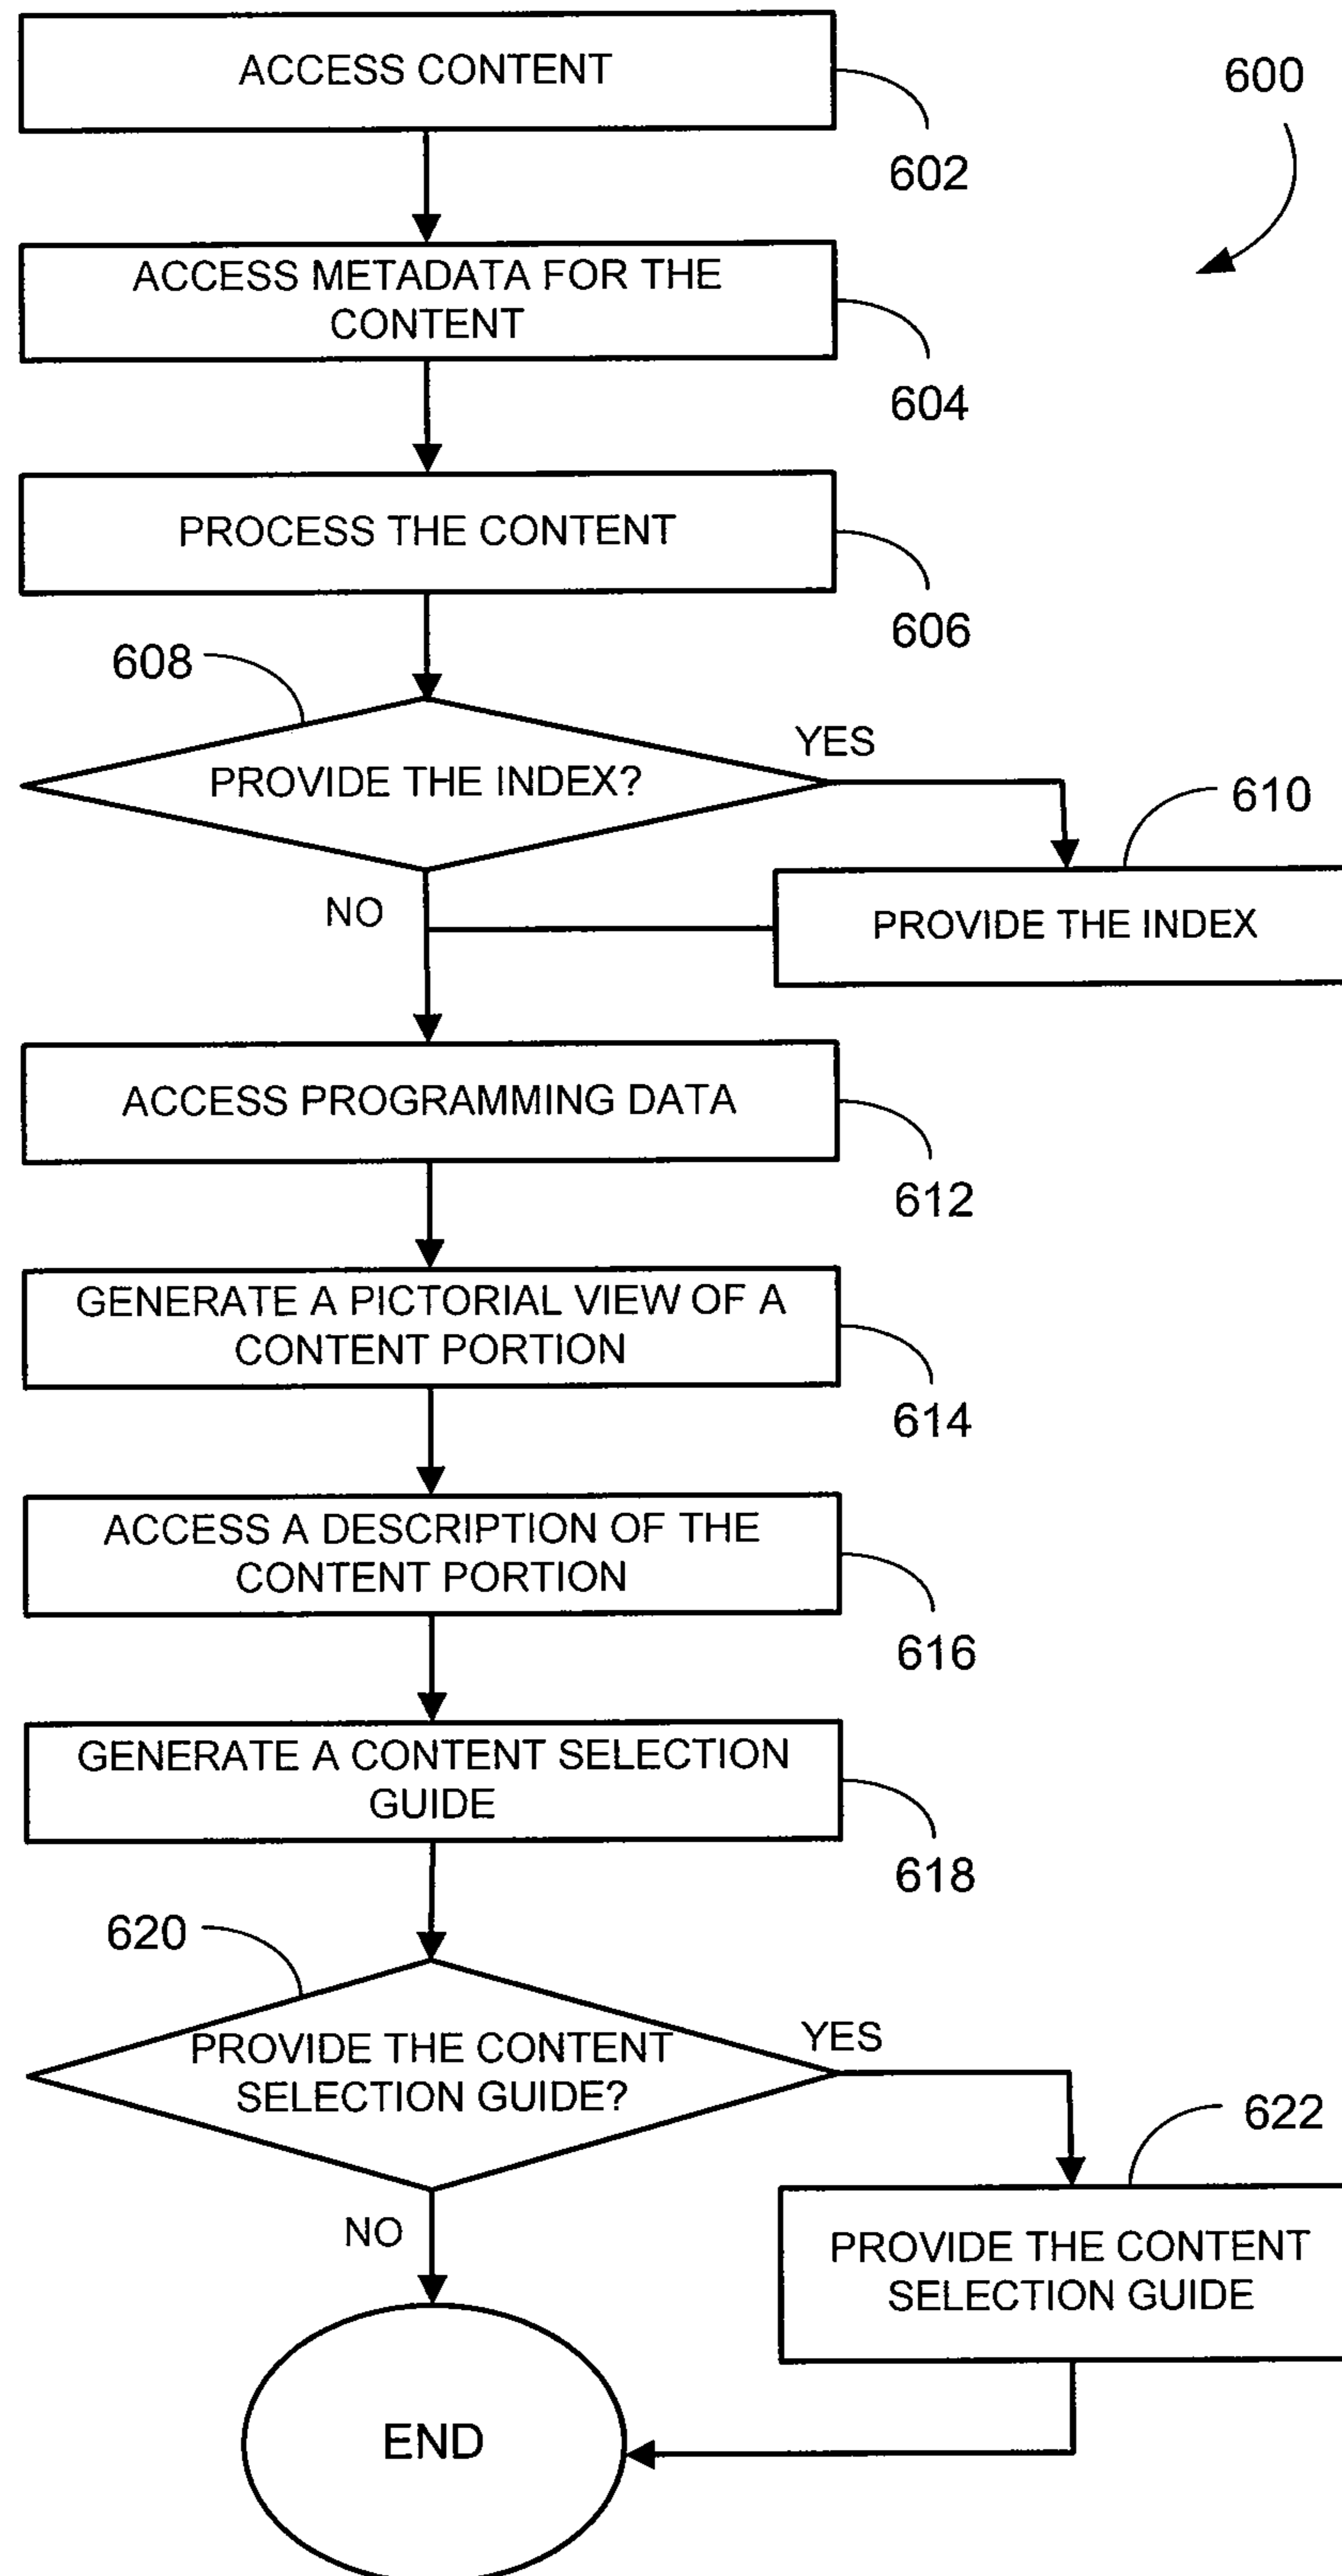 ACCESS CONTENT
600
602
ACCESS METADATA FOR THE
CONTENT
604
PROCESS THE CONTENT
606
608
PROVIDE THE INDEX?
YES
610
NO
PROVIDE THE INDEX
ACCESS PROGRAMMING DATA
612
GENERATE A PICTORIAL VIEW OF A
CONTENT PORTION
614
ACCESS A DESCRIPTION OF THE
CONTENT PORTION
616
GENERATE A CONTENT SELECTION
GUIDE
618
620
PROVIDE THE CONTENT
SELECTION GUIDE?
YES
622
NO
PROVIDE THE CONTENT
SELECTION GUIDE
END